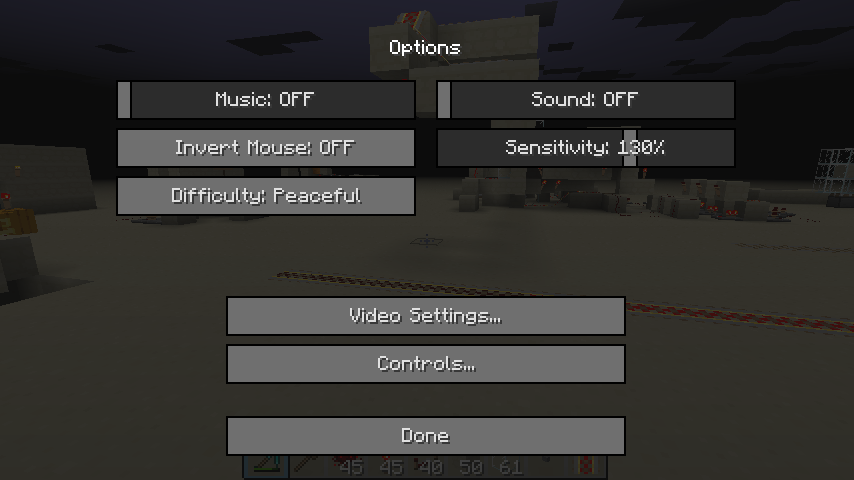 Options
Music: OFF
Sound: OFF
Invert Mouse: OFF
Sensitivity: 130%
Difficulty: Peaceful
Video Settings...
Controls...
Done
45 45 40 50 61